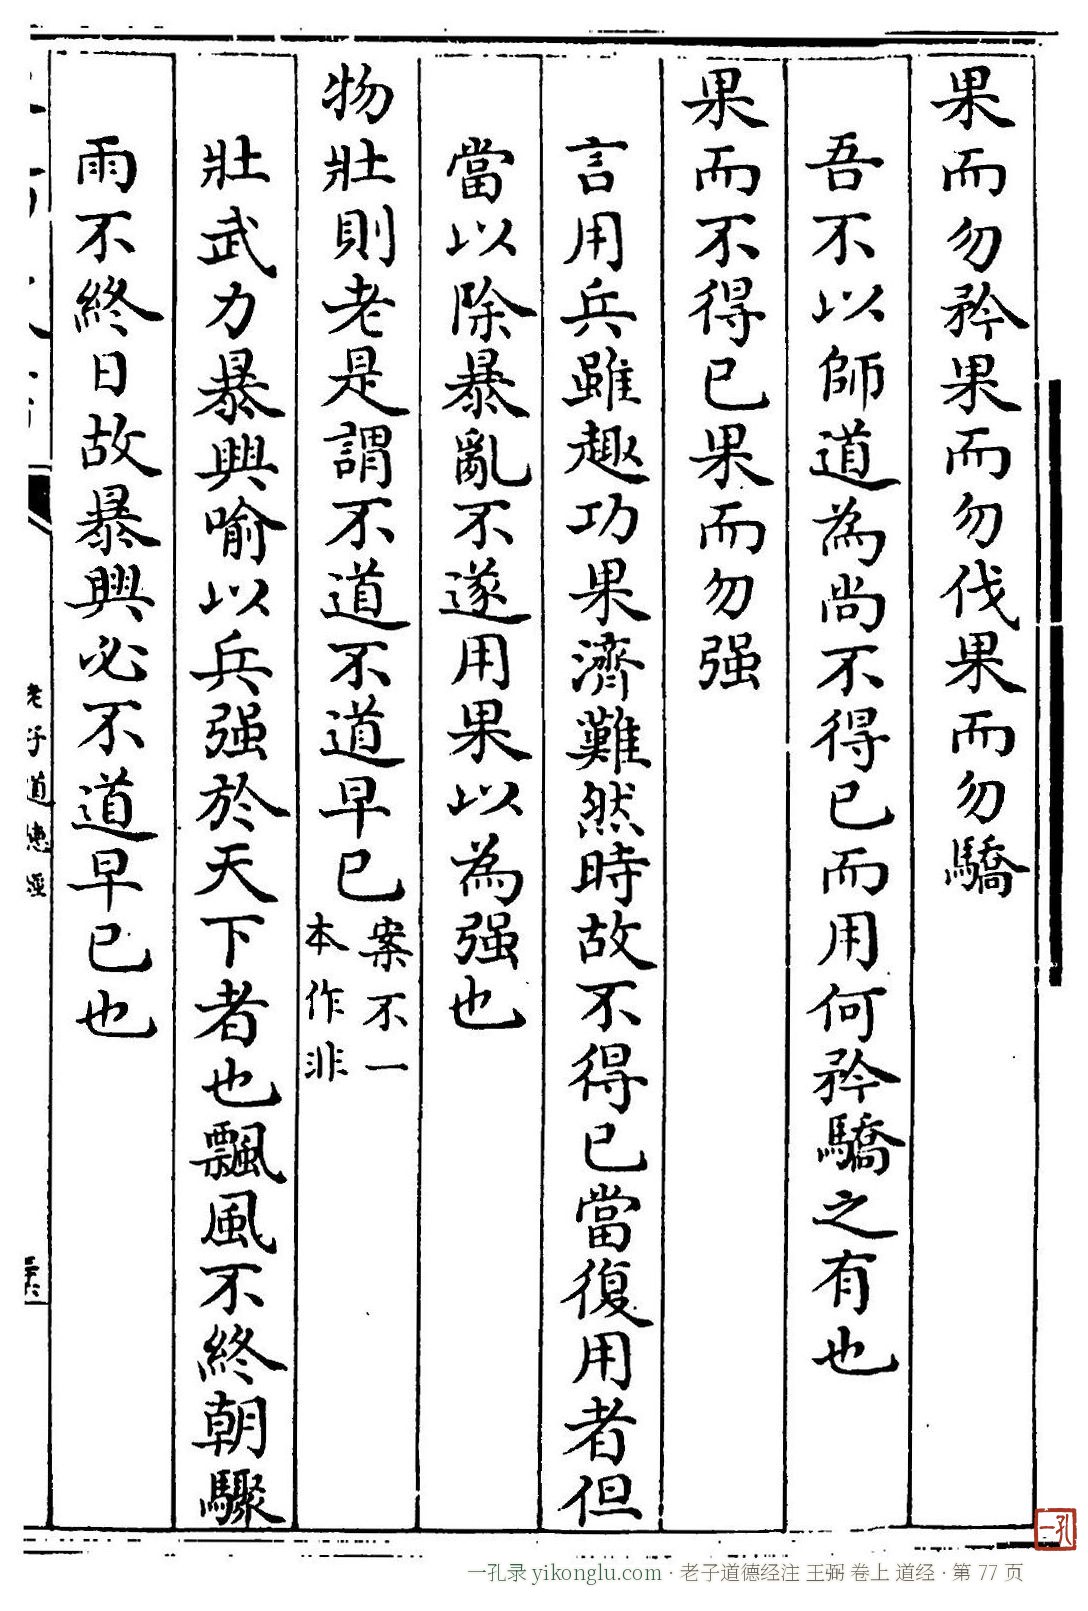 果而勿矜果而勿伐果而勿驕
吾不以師道為尚不得已而用何矜驕之有也
果而不得已果而勿强
言用兵雖趣功果濟難然時故不得已當復用者但
當以除暴亂不遂用果以為强也
物壯則老是謂不道不道早已
案不一
本作非
壯武力暴興喻以兵强於天下者也飄風不終朝驟
雨不終日故暴興必不道早已也
老子道德經
一孔
一孔录 yikonglu.com · 老子道德经注 王弼 卷上 道经 · 第 77 页